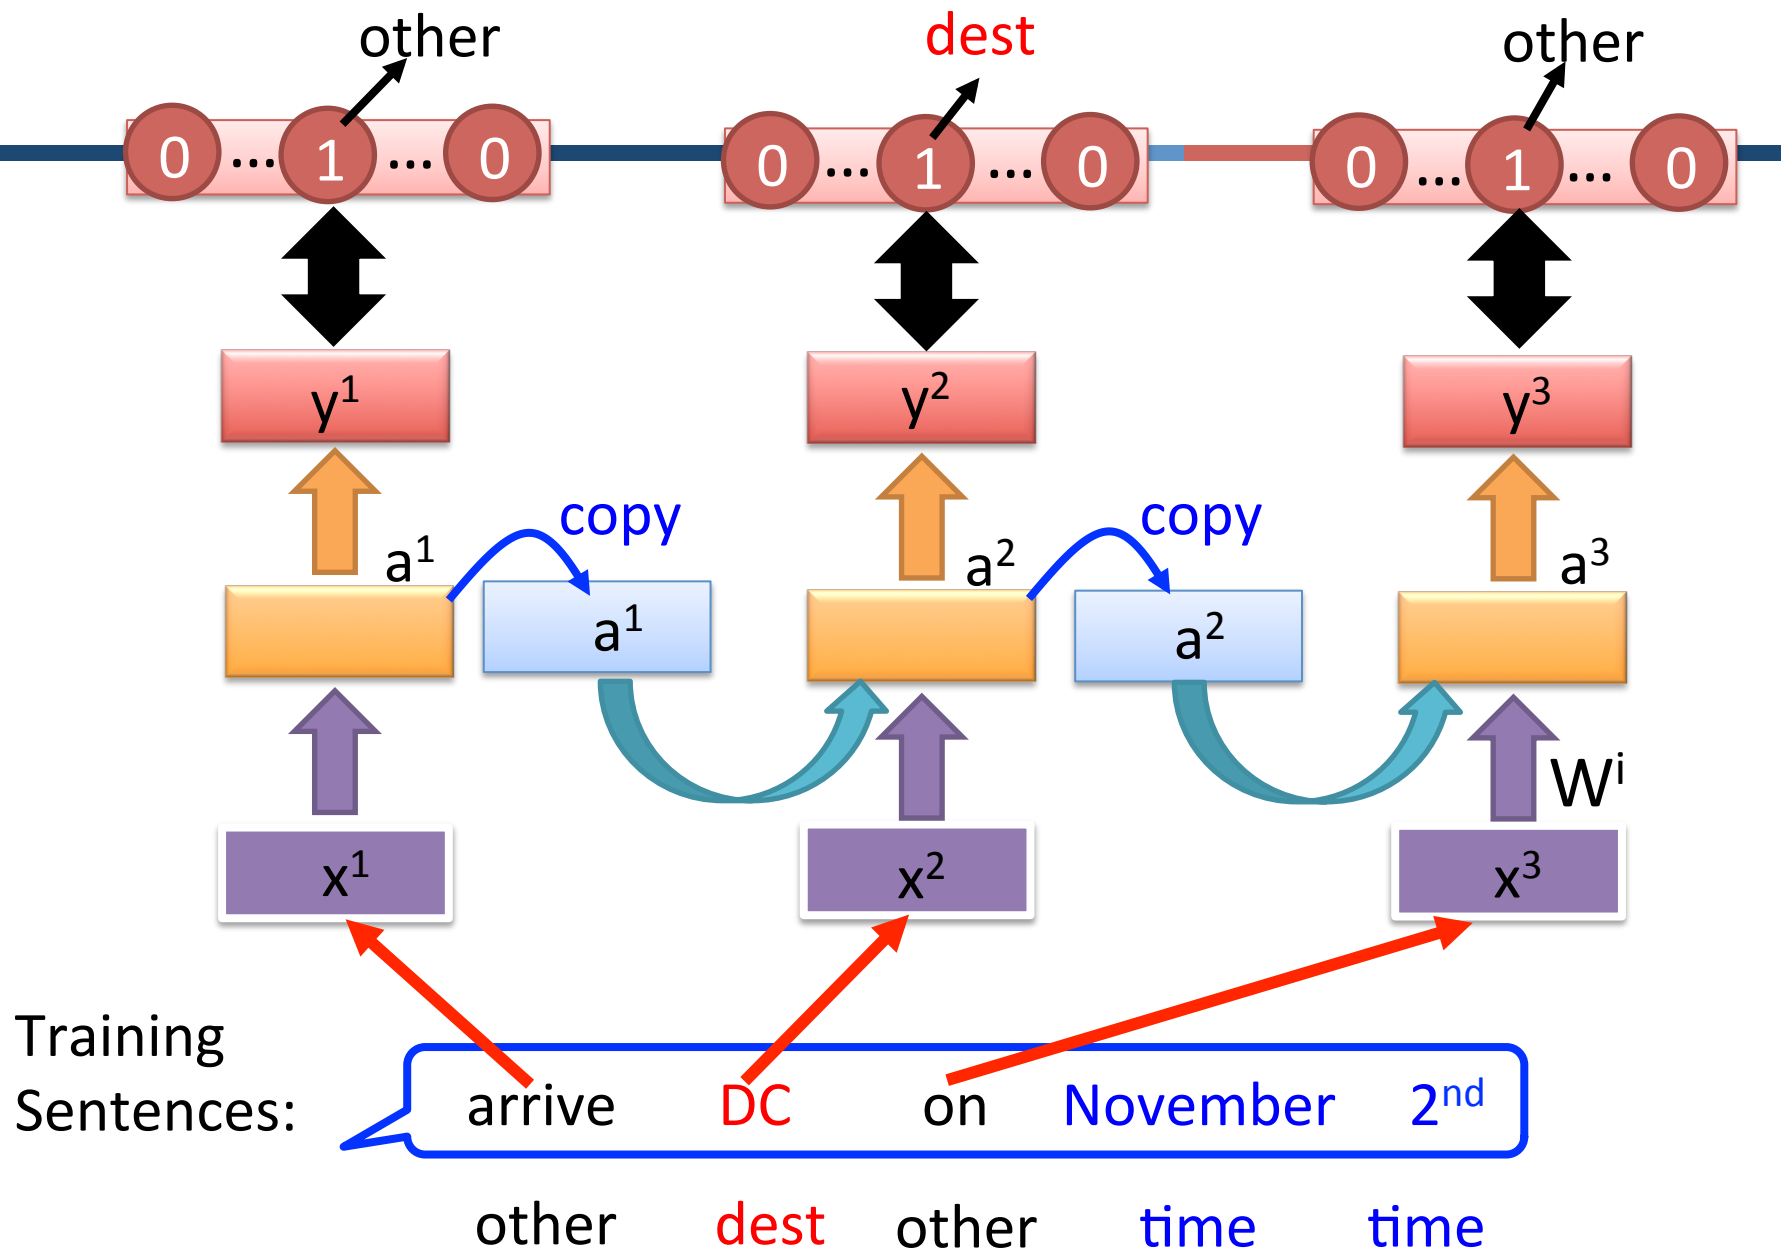 other dest other
0 ... 1 ... 0 0 ... 1 ... 0 0 ... 1 ... 0
y¹ y² y³
copy copy
a¹ a² a³
a¹ a²
Wⁱ
x¹ x² x³
Training
Sentences:
arrive DC on November 2ⁿᵈ
other dest other time time